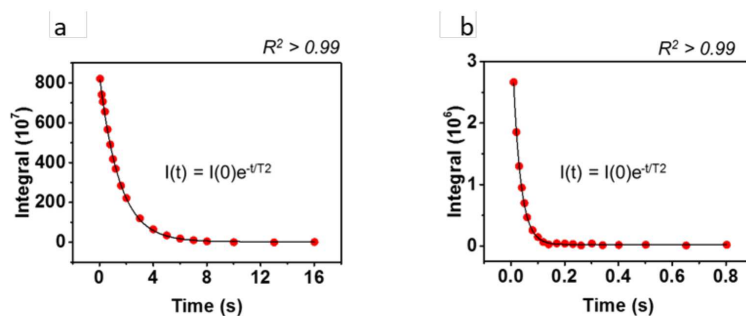 a
R² > 0.99
800
600
400
200
0
Integral (10⁷)
I(t) = I(0)e⁻ᵗ/ᵀ²
0 4 8 12 16
Time (s)
b
R² > 0.99
3
2
1
0
Integral (10⁶)
I(t) = I(0)e⁻ᵗ/ᵀ²
0.0 0.2 0.4 0.6 0.8
Time (s)